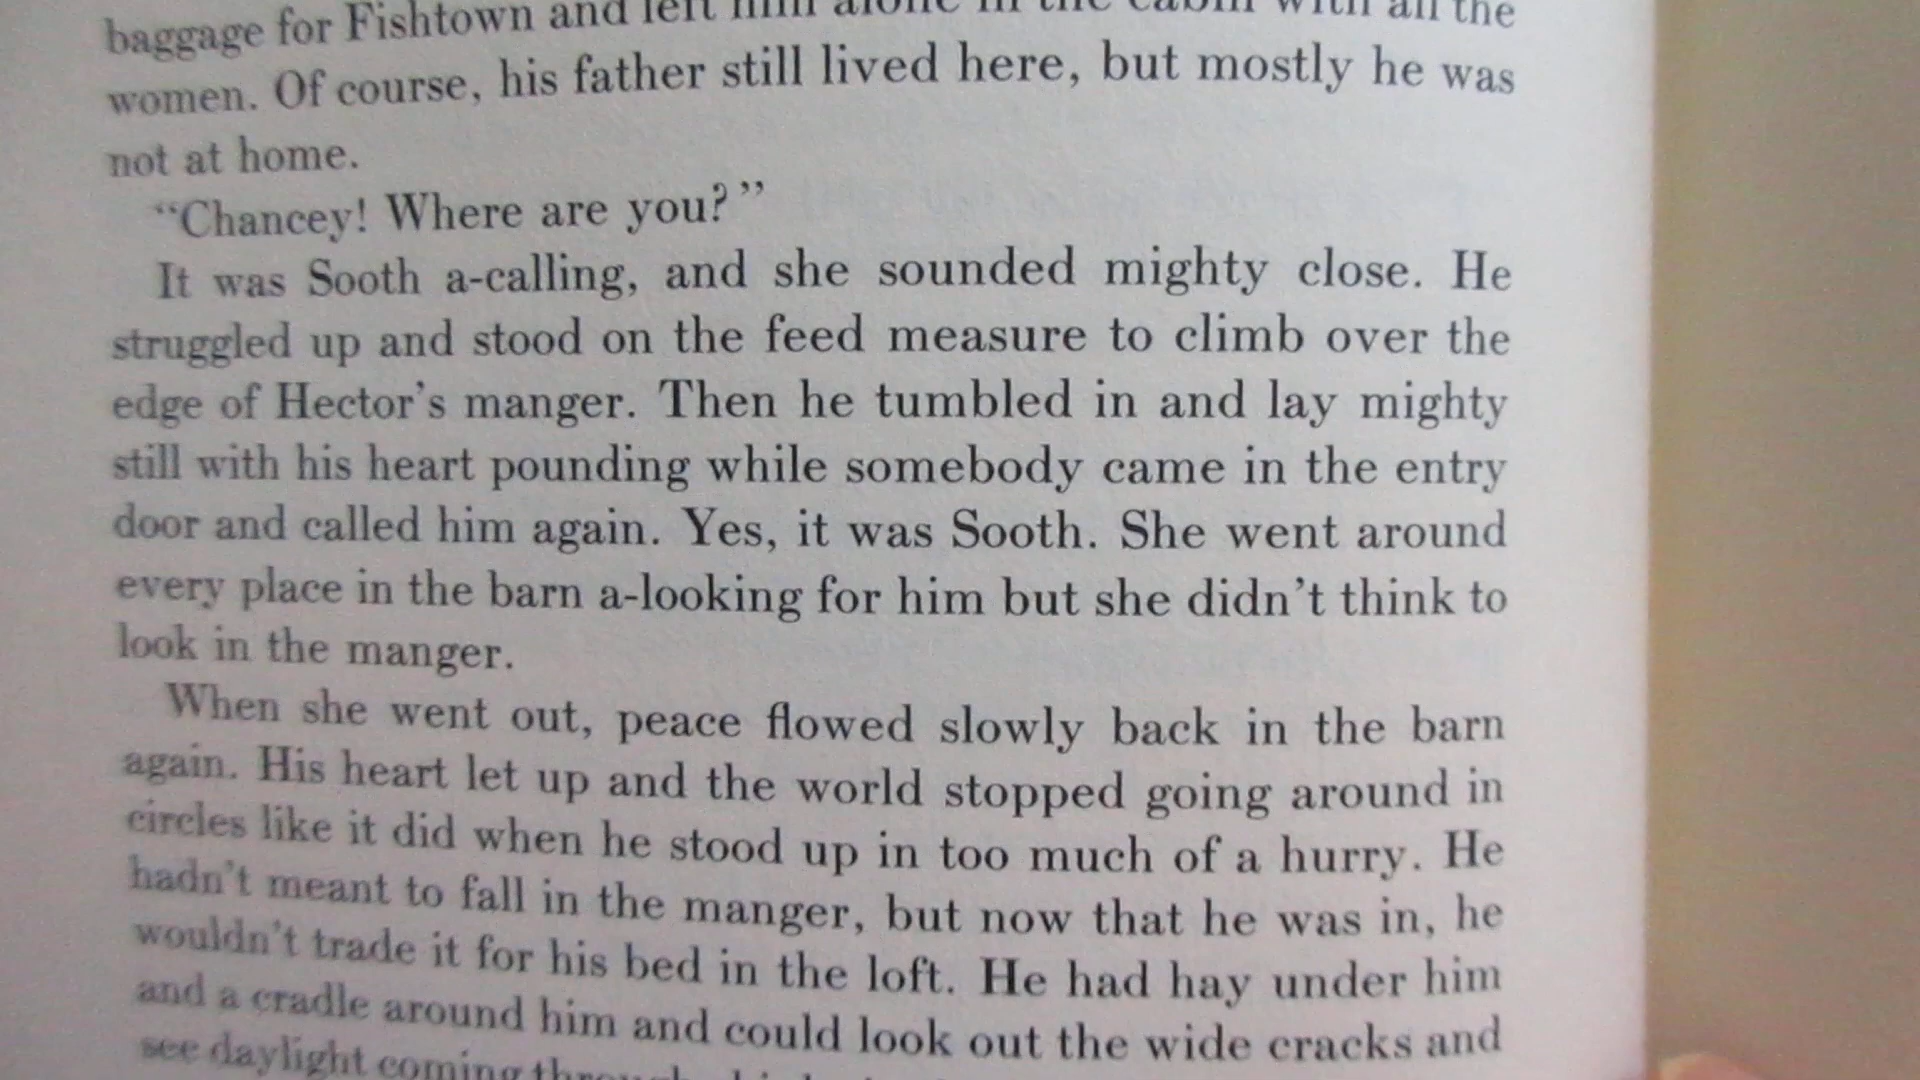 baggage for Fishtown and left him alone in the cabin with all the
women. Of course, his father still lived here, but mostly he was
not at home.
“Chancey! Where are you?”
It was Sooth a-calling, and she sounded mighty close. He
struggled up and stood on the feed measure to climb over the
edge of Hector’s manger. Then he tumbled in and lay mighty
still with his heart pounding while somebody came in the entry
door and called him again. Yes, it was Sooth. She went around
every place in the barn a-looking for him but she didn’t think to
look in the manger.
When she went out, peace flowed slowly back in the barn
again. His heart let up and the world stopped going around in
circles like it did when he stood up in too much of a hurry. He
hadn’t meant to fall in the manger, but now that he was in, he
wouldn’t trade it for his bed in the loft. He had hay under him
and a cradle around him and could look out the wide cracks and
see daylight coming through